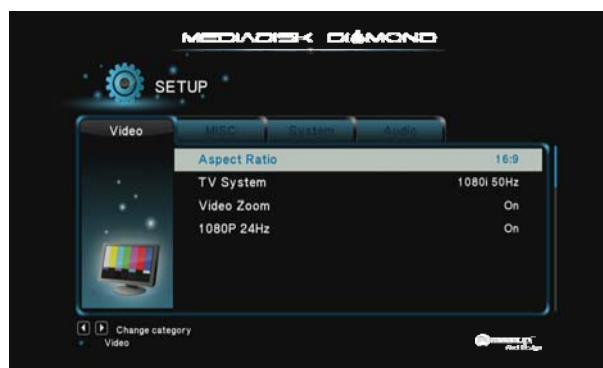 MEDIADISK DIAMOND
SETUP
Video MISC System Audio
Aspect Ratio 16:9
TV System 1080i 50Hz
Video Zoom On
1080P 24Hz On
Change category
Video